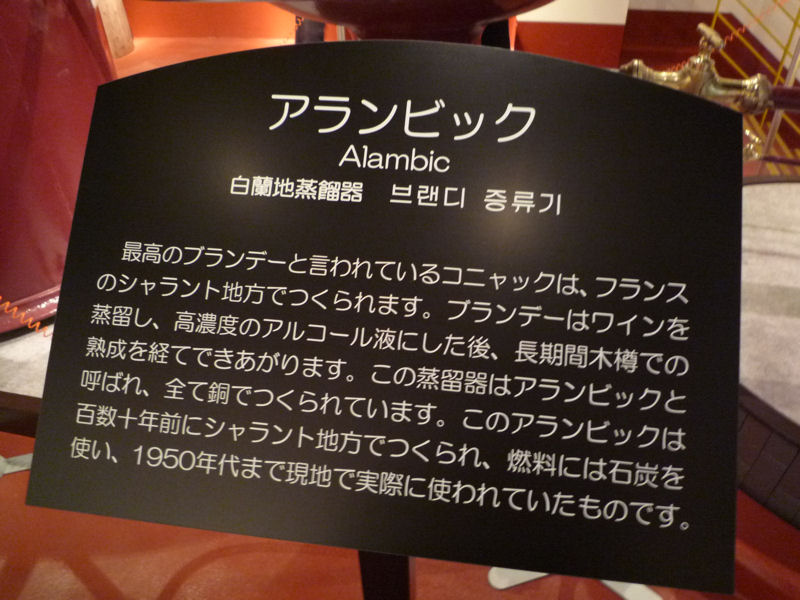 アランビック
Alambic
白蘭地蒸餾器 브랜디 증류기
最高のブランデーと言われているコニャックは、フランス
のシャラント地方でつくられます。ブランデーはワインを
蒸留し、高濃度のアルコール液にした後、長期間木樽での
熟成を経てできあがります。この蒸留器はアランビックと
呼ばれ、全て銅でつくられています。このアランビックは
百数十年前にシャラント地方でつくられ、燃料には石炭を
使い、1950年代まで現地で実際に使われていたものです。